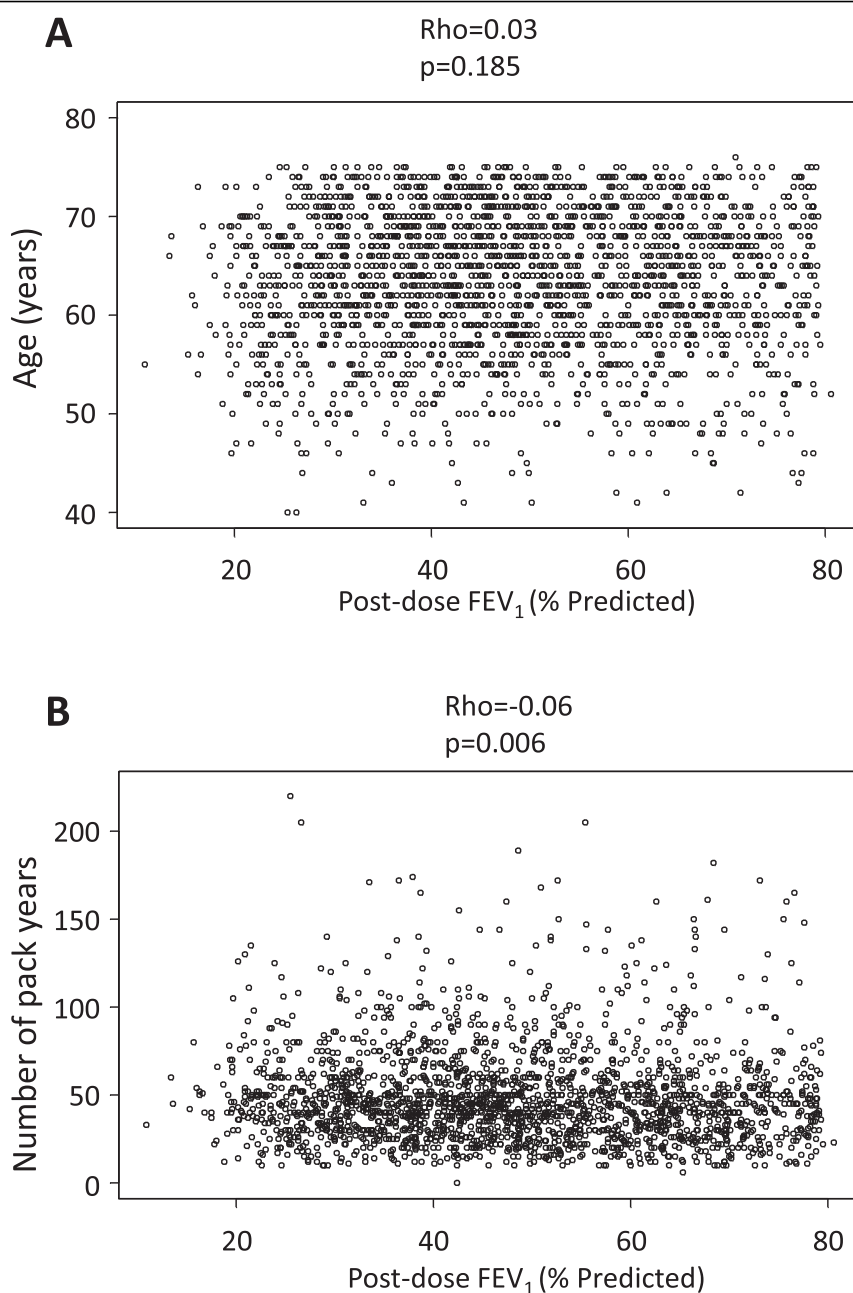 A
Rho=0.03
p=0.185
80
70
60
50
40
Age (years)
20 40 60 80
Post-dose FEV₁ (% Predicted)
B
Rho=-0.06
p=0.006
200
150
100
50
0
Number of pack years
20 40 60 80
Post-dose FEV₁ (% Predicted)